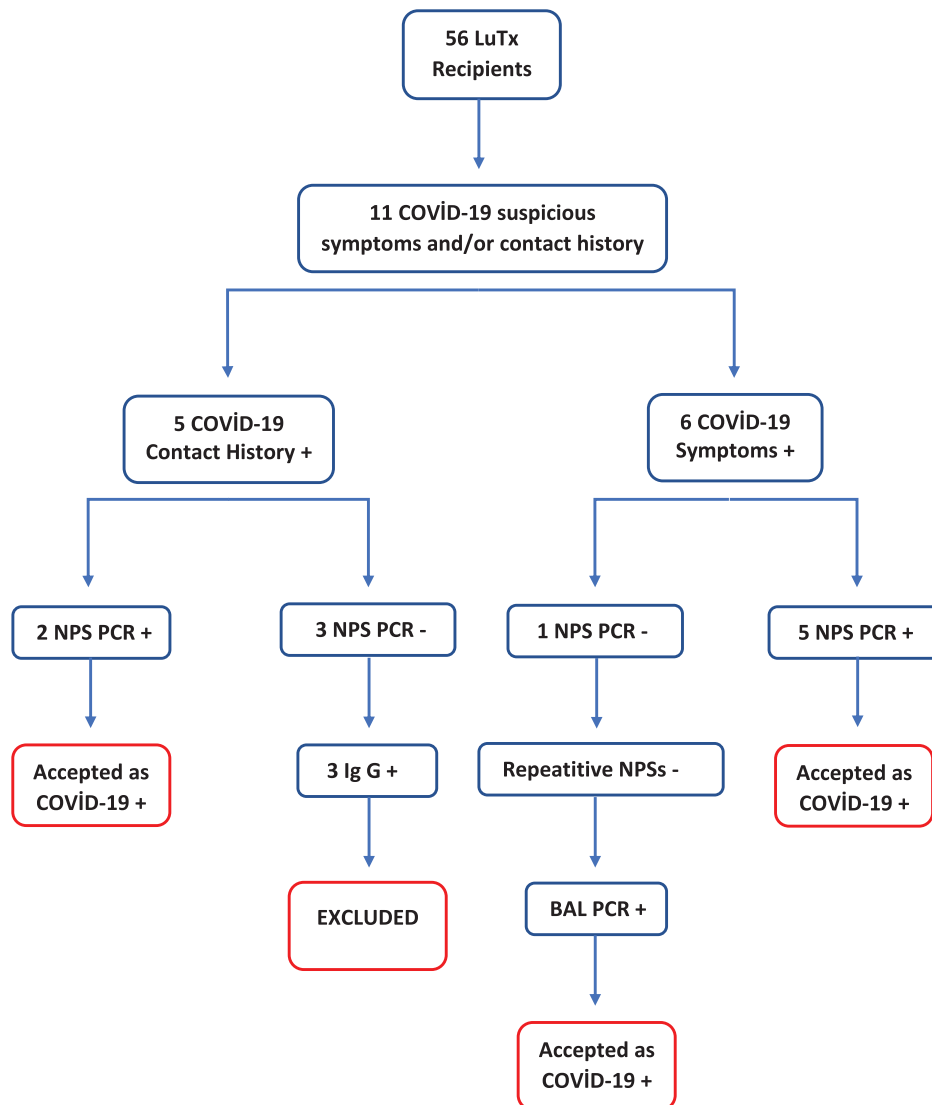 56 LuTx
Recipients
11 COVİD-19 suspicious
symptoms and/or contact history
5 COVİD-19
Contact History +
6 COVİD-19
Symptoms +
2 NPS PCR +
3 NPS PCR -
1 NPS PCR -
5 NPS PCR +
Accepted as
COVİD-19 +
3 Ig G +
Repeatitive NPSs -
Accepted as
COVİD-19 +
EXCLUDED
BAL PCR +
Accepted as
COVİD-19 +